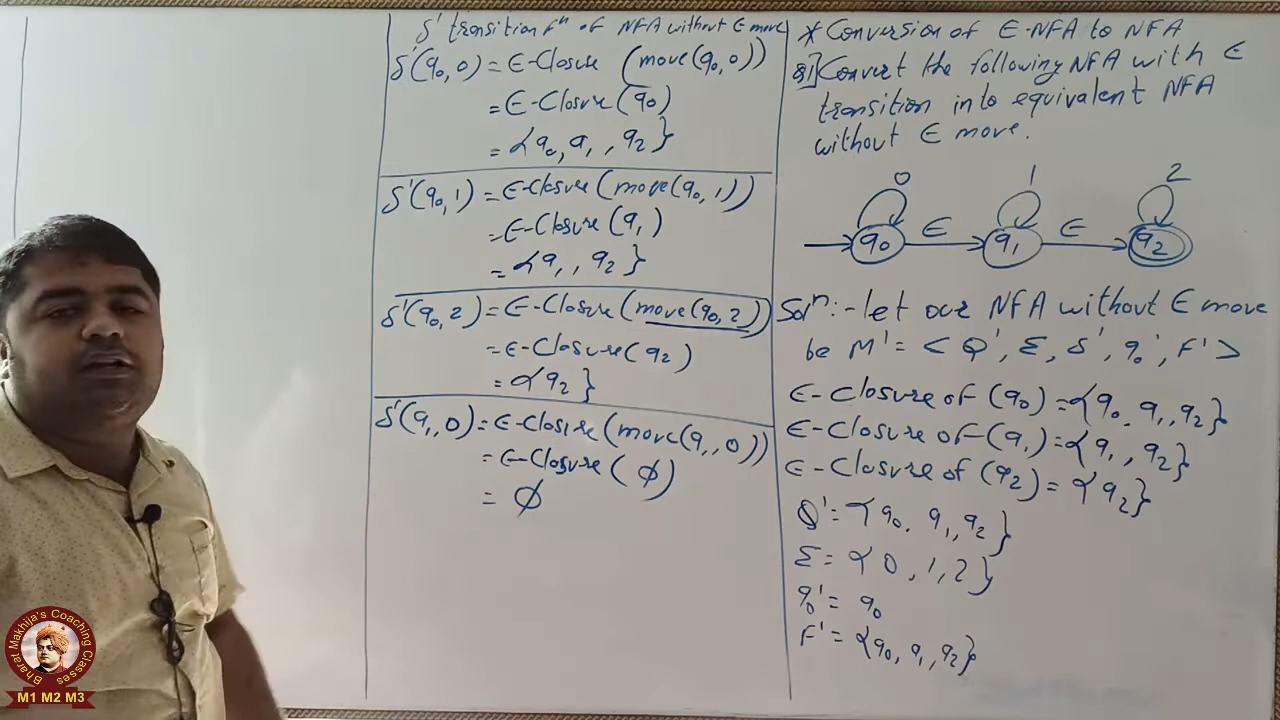 δ' transition Fⁿ of NFA without ∈ move
δ'(q₀, 0) = ∈-Closure (move(q₀, 0))
= ∈-Closure (q₀)
= {q₀, q₁, q₂}
δ'(q₀, 1) = ∈-Closure (move(q₀, 1))
= ∈-Closure (q₁)
= {q₁, q₂}
δ'(q₀, 2) = ∈-Closure (move(q₀, 2))
= ∈-Closure (q₂)
= {q₂}
δ'(q₁, 0) = ∈-Closure (move(q₁, 0))
= ∈-Closure (ϕ)
= ϕ
* Conversion of ∈-NFA to NFA
Q1] Convert the following NFA with ∈
transition into equivalent NFA
without ∈ move.
0 1 2
q₀ ∈ q₁ ∈ q₂
Solⁿ:- let our NFA without ∈ move
be M' = < Q', Σ, δ', q₀', F' >
∈-Closure of (q₀) = {q₀, q₁, q₂}
∈-Closure of (q₁) = {q₁, q₂}
∈-Closure of (q₂) = {q₂}
Q' = {q₀, q₁, q₂}
Σ = {0, 1, 2}
q₀' = q₀
F' = {q₀, q₁, q₂}
Bharat Makhija's Coaching Classes
M1 M2 M3